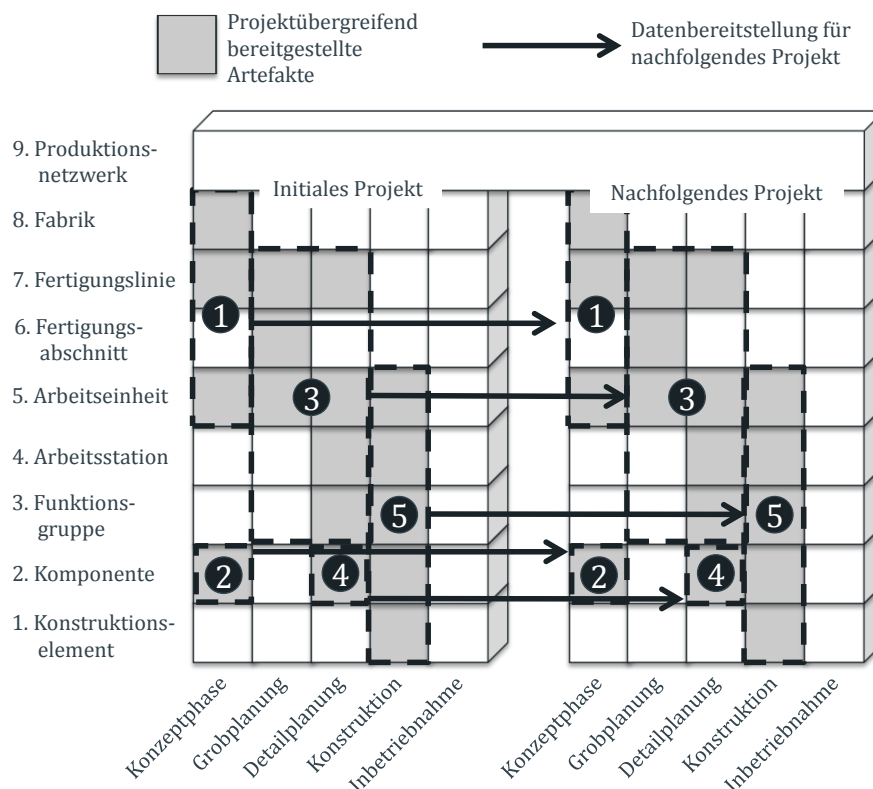 Projektübergreifend
bereitgestellte
Artefakte
Datenbereitstellung für
nachfolgendes Projekt
9. Produktions-
netzwerk
Initiales Projekt
Nachfolgendes Projekt
8. Fabrik
7. Fertigungslinie
1
1
6. Fertigungs-
abschnitt
5. Arbeitseinheit
3
3
4. Arbeitsstation
3. Funktions-
gruppe
5
5
2. Komponente
2
4
2
4
1. Konstruktions-
element
Konzeptphase
Grobplanung
Detailplanung
Konstruktion
Inbetriebnahme
Konzeptphase
Grobplanung
Detailplanung
Konstruktion
Inbetriebnahme